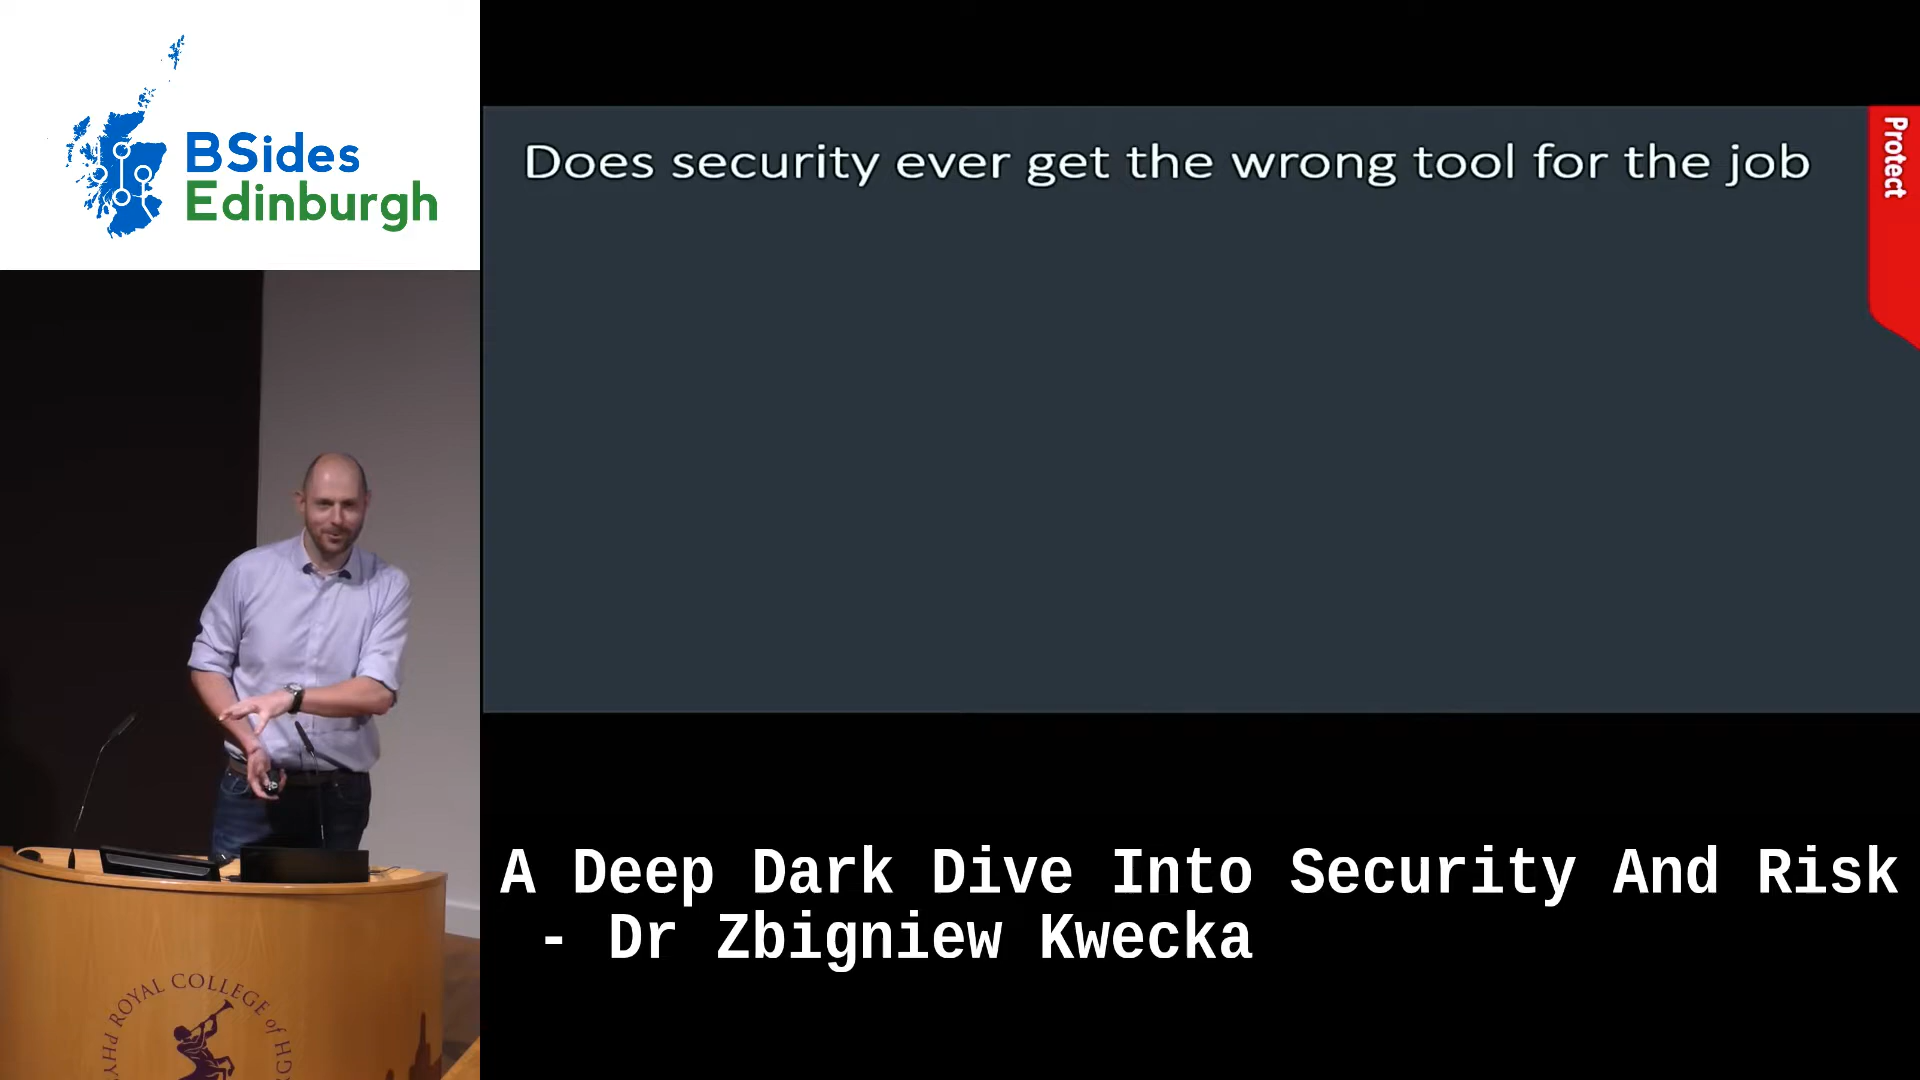 BSides
Edinburgh
Does security ever get the wrong tool for the job
Protect
A Deep Dark Dive Into Security And Risk
- Dr Zbigniew Kwecka
ROYAL COLLEGE of